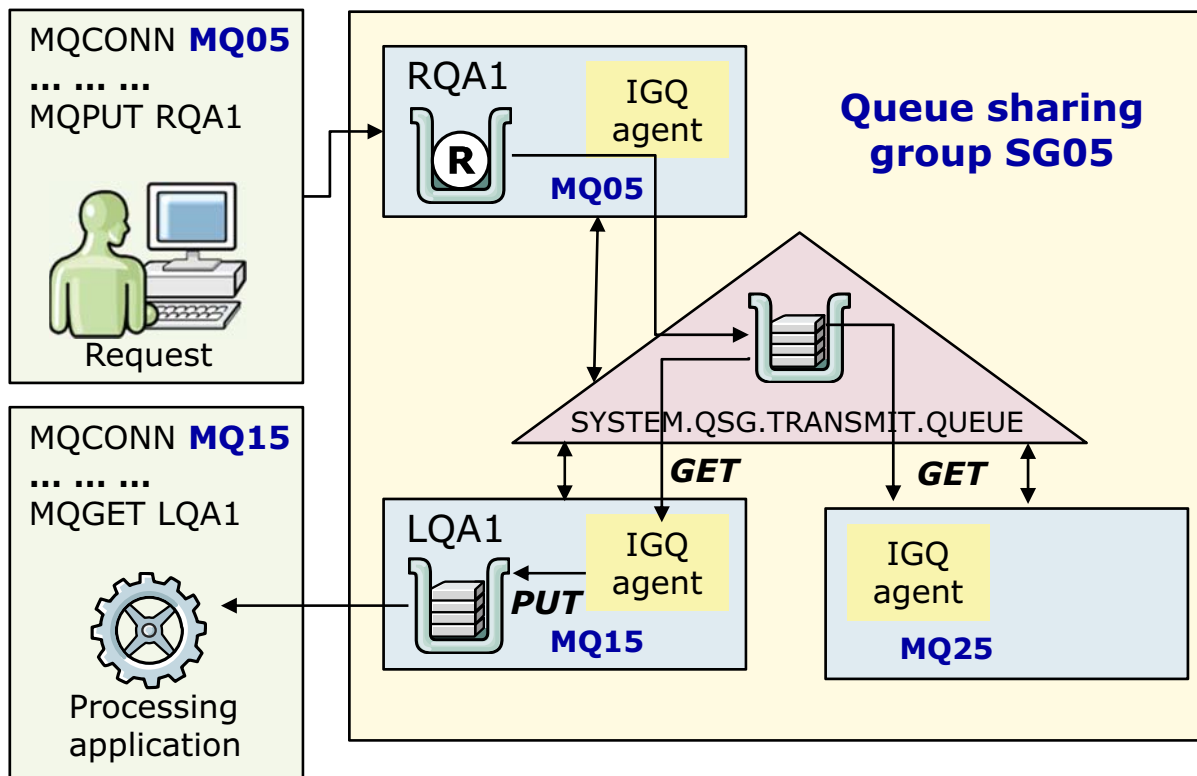 MQCONN MQ05
... ... ...
MQPUT RQA1
Request
RQA1
R
IGQ
agent
MQ05
Queue sharing
group SG05
SYSTEM.QSG.TRANSMIT.QUEUE
MQCONN MQ15
... ... ...
MQGET LQA1
Processing
application
GET
GET
LQA1
IGQ
agent
PUT
MQ15
IGQ
agent
MQ25